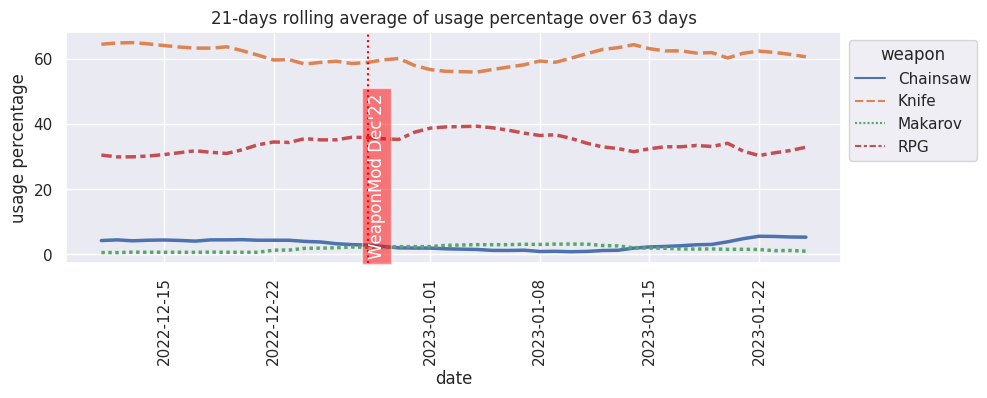 21-days rolling average of usage percentage over 63 days
usage percentage
60
40
20
0
WeaponMod Dec'22
2022-12-15
2022-12-22
2023-01-01
2023-01-08
2023-01-15
2023-01-22
date
weapon
Chainsaw
Knife
Makarov
RPG